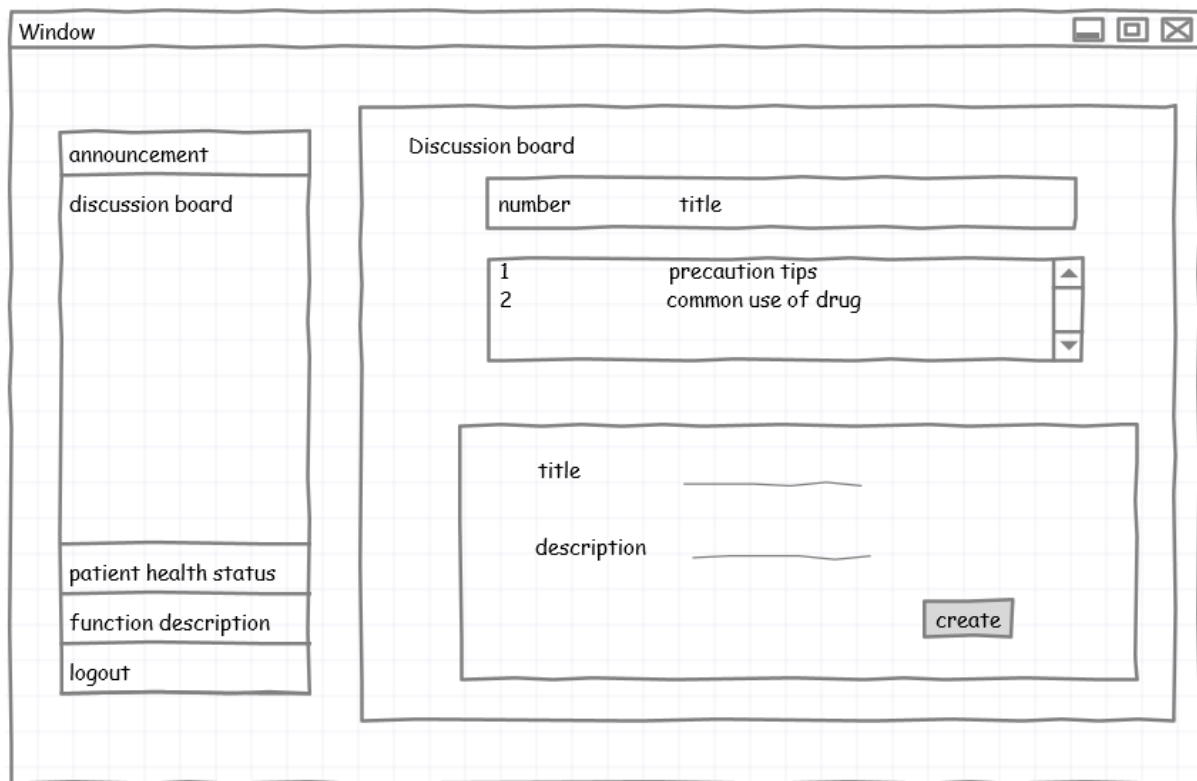 Window
announcement
discussion board
patient health status
function description
logout
Discussion board
number title
1 precaution tips
2 common use of drug
title
description
create